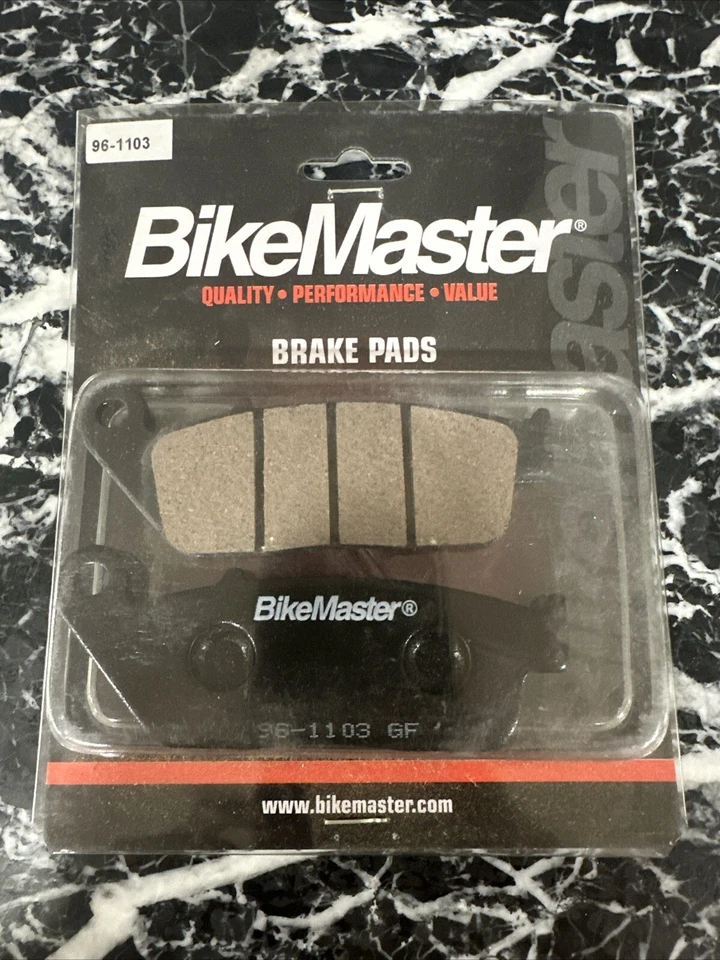 96-1103
BikeMaster®
QUALITY • PERFORMANCE • VALUE
BRAKE PADS
BikeMaster®
96-1103 GF
www.bikemaster.com